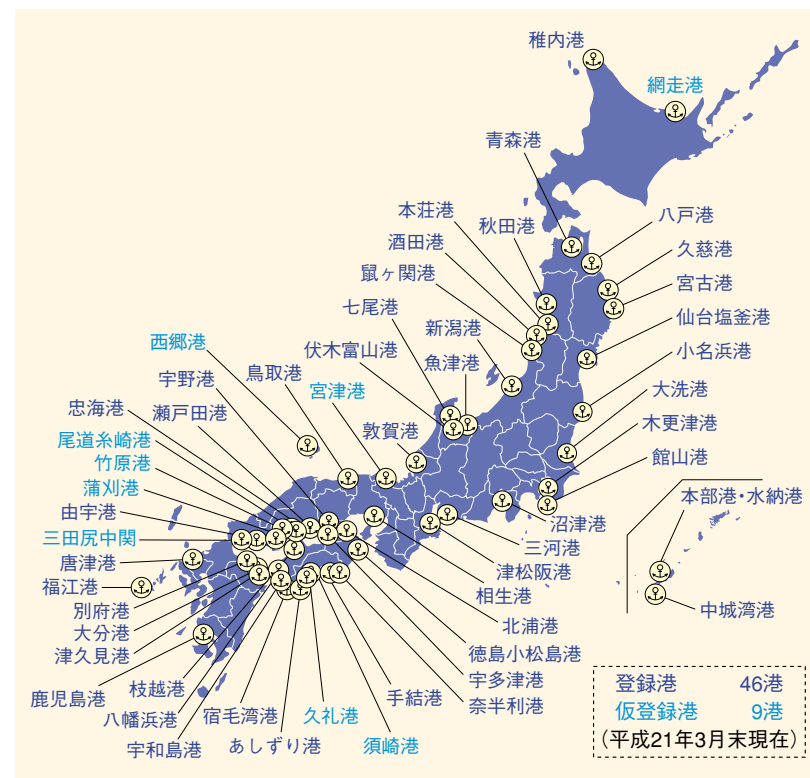 稚内港
網走港
青森港
本荘港
秋田港
八戸港
酒田港
久慈港
鼠ヶ関港
宮古港
七尾港
仙台塩釜港
新潟港
西郷港
伏木富山港
小名浜港
宇野港
鳥取港
魚津港
宮津港
大洗港
忠海港
瀬戸田港
木更津港
敦賀港
尾道糸崎港
館山港
竹原港
蒲刈港
本部港・水納港
由宇港
沼津港
三田尻中関
三河港
唐津港
津松阪港
福江港
相生港
別府港
中城湾港
北浦港
大分港
徳島小松島港
津久見港
宇多津港
枝越港
手結港
鹿児島港
奈半利港
八幡浜港
宿毛湾港
久礼港
宇和島港
あしずり港
須崎港
登録港 46港
仮登録港 9港
(平成21年3月末現在)